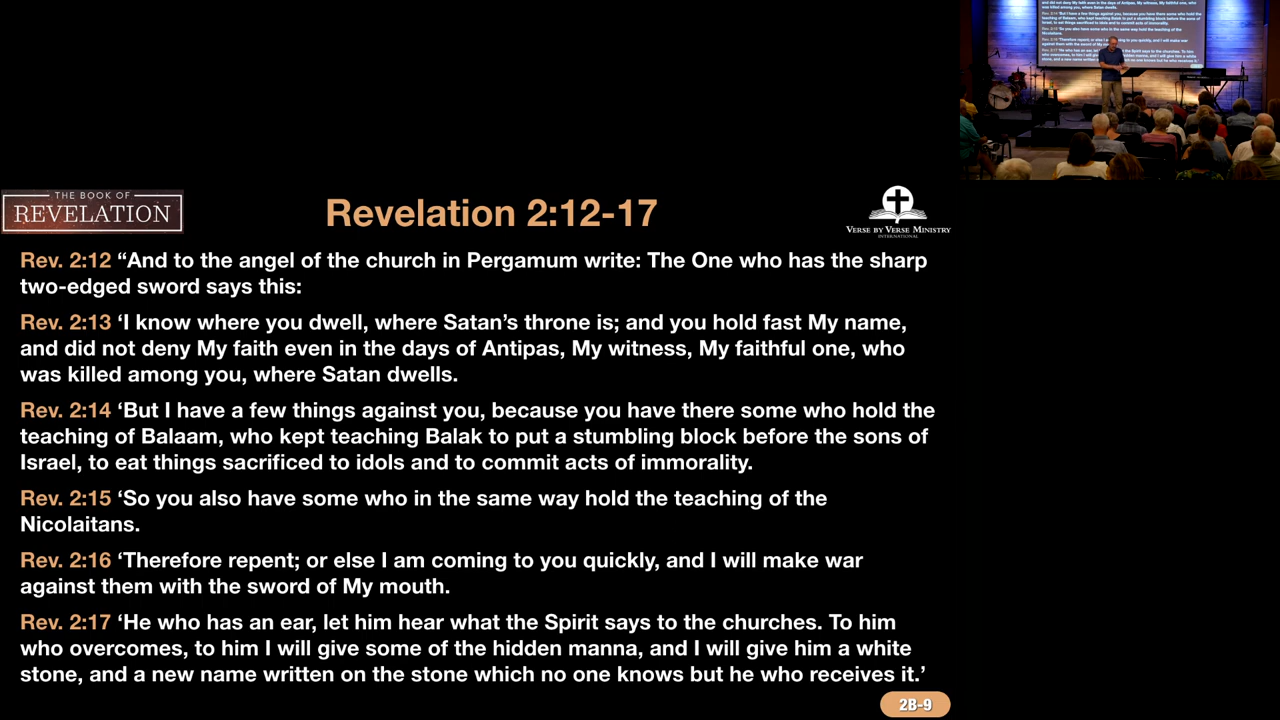 THE BOOK OF
REVELATION
Revelation 2:12-17
VERSE BY VERSE MINISTRY
INTERNATIONAL
Rev. 2:12 “And to the angel of the church in Pergamum write: The One who has the sharp
two-edged sword says this:
Rev. 2:13 ‘I know where you dwell, where Satan’s throne is; and you hold fast My name,
and did not deny My faith even in the days of Antipas, My witness, My faithful one, who
was killed among you, where Satan dwells.
Rev. 2:14 ‘But I have a few things against you, because you have there some who hold the
teaching of Balaam, who kept teaching Balak to put a stumbling block before the sons of
Israel, to eat things sacrificed to idols and to commit acts of immorality.
Rev. 2:15 ‘So you also have some who in the same way hold the teaching of the
Nicolaitans.
Rev. 2:16 ‘Therefore repent; or else I am coming to you quickly, and I will make war
against them with the sword of My mouth.
Rev. 2:17 ‘He who has an ear, let him hear what the Spirit says to the churches. To him
who overcomes, to him I will give some of the hidden manna, and I will give him a white
stone, and a new name written on the stone which no one knows but he who receives it.’
2B-9